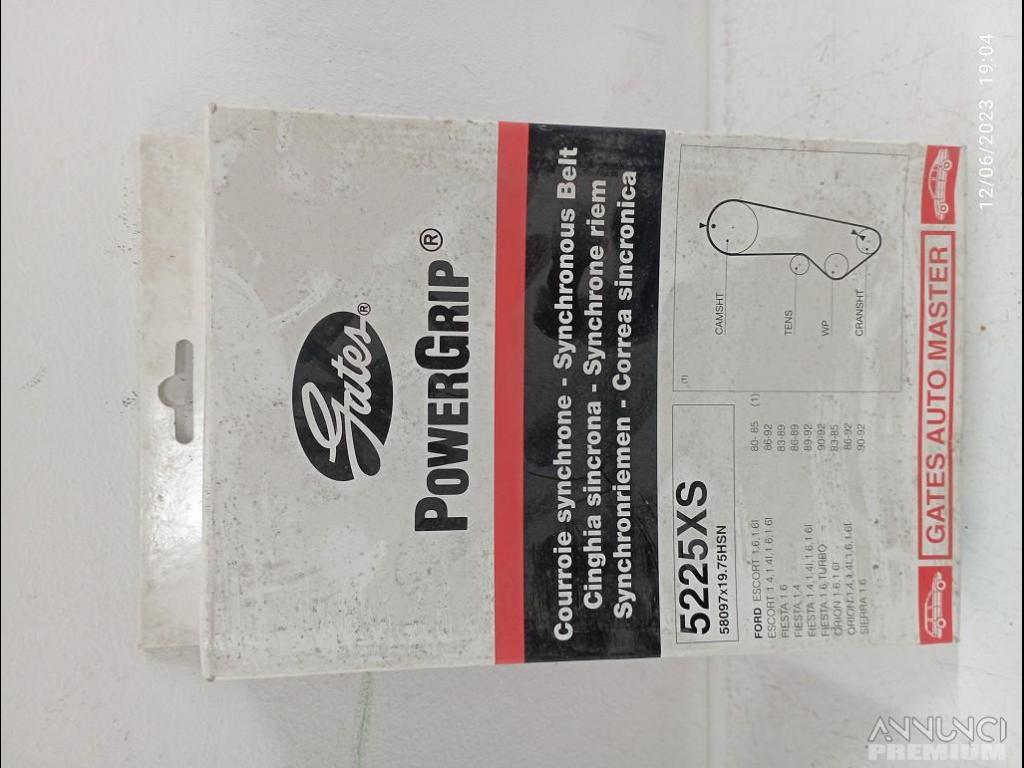 Gates®
POWERGRIP®
Courroie synchrone - Synchronous Belt
Cinghia sincrona - Synchrone riem
Synchronriemen - Correa sincronica
5225XS
58097x19.75HSN
FORD ESCORT 1.6,1.6I 80-85 (1)
ESCORT 1.4,1.4I,1.6,1.6I 86-92
FIESTA 1.6 83-89
FIESTA 1.4 86-89
FIESTA 1.4,1.4I,1.6,1.6I 89-92
FIESTA 1.6,TURBO 90-92
ORION 1.6,1.6I 83-85
ORION 1.4,1.4I,1.6,1.6I 86-92
SIERRA 1.6 90-92
(1)
CAMSHT
TENS
WP
CRANSHT
GATES AUTO MASTER
12/06/2023 19:04
ANNUNCI
PREMIUM